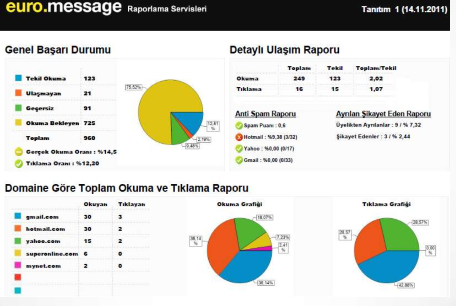 euro.message Raporlama Servisleri
Tanıtım 1 (14.11.2011)
Genel Başarı Durumu
Tekil Okuma 123
Ulaşmayan 21
Geçersiz 91
Okuma Bekleyen 725
Toplam 960
Gerçek Okuma Oranı : %14,5
Tıklama Oranı : %12,20
75,52%
12,81 %
2,19%
9,48%
Detaylı Ulaşım Raporu
Toplam Tekil Toplam/Tekil
Okuma 249 123 2,02
Tıklama 16 15 1,07
Anti Spam Raporu
Spam Puanı : 0,6
Hotmail : %9,38 (3/32)
Yahoo : %0,00 (0/17)
Gmail : %0,00 (0/33)
Ayrılan Şikayet Eden Raporu
Üyelikten Ayrılanlar : 9 / % 7,32
Şikayet Edenler : 3 / % 2,44
Domaine Göre Toplam Okuma ve Tıklama Raporu
Okuyan Tıklayan
gmail.com 30 3
hotmail.com 30 2
yahoo.com 15 2
superonline.com 6 0
mynet.com 2 0
Okuma Grafiği
18,07%
7,23%
2,41 %
36,14 %
36,14%
Tıklama Grafiği
28,57%
28,57 %
0,00 %
42,86%